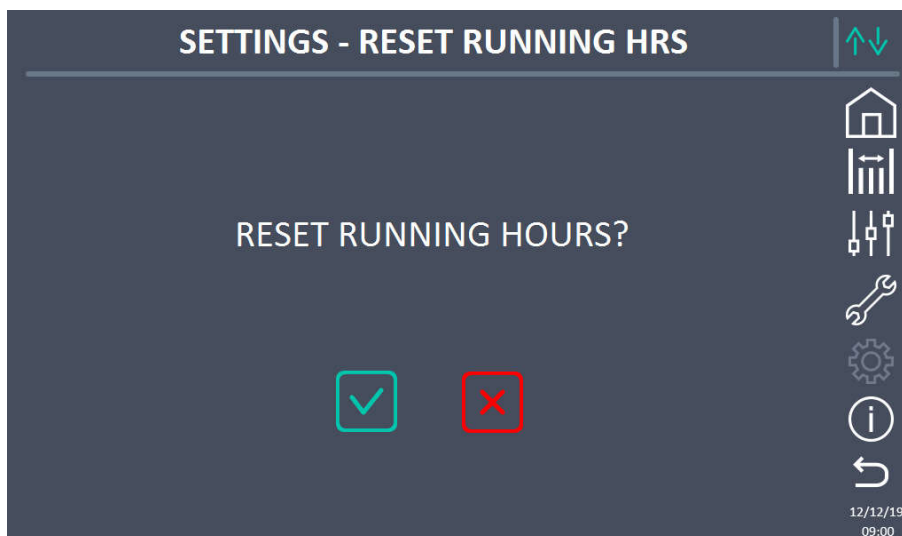 SETTINGS - RESET RUNNING HRS
RESET RUNNING HOURS?
12/12/19
09:00